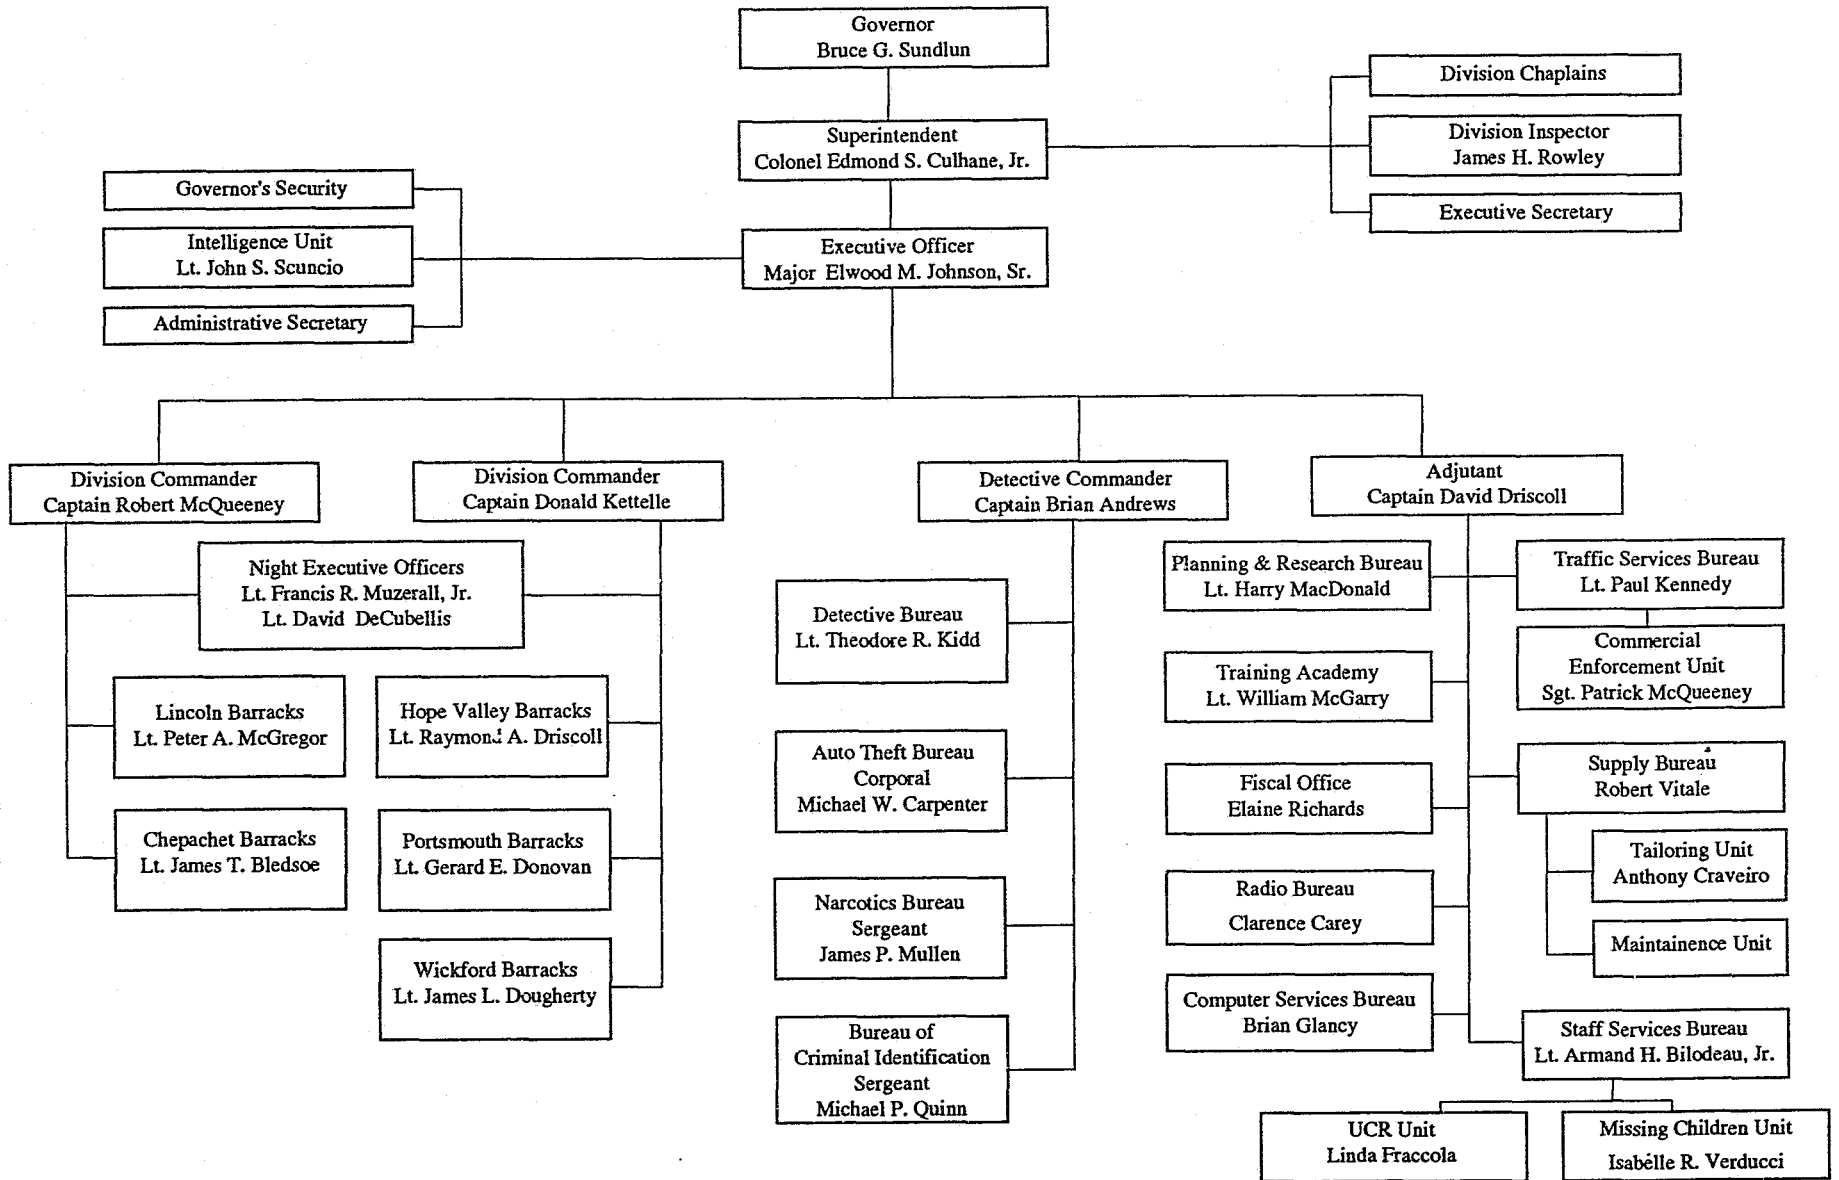 Governor
Bruce G. Sundlun
Division Chaplains
Superintendent
Colonel Edmond S. Culhane, Jr.
Division Inspector
James H. Rowley
Executive Secretary
Governor's Security
Intelligence Unit
Lt. John S. Scuncio
Administrative Secretary
Executive Officer
Major Elwood M. Johnson, Sr.
Division Commander
Captain Robert McQueeney
Division Commander
Captain Donald Kettelle
Detective Commander
Captain Brian Andrews
Adjutant
Captain David Driscoll
Night Executive Officers
Lt. Francis R. Muzerall, Jr.
Lt. David DeCubellis
Lincoln Barracks
Lt. Peter A. McGregor
Chepachet Barracks
Lt. James T. Bledsoe
Hope Valley Barracks
Lt. Raymond A. Driscoll
Portsmouth Barracks
Lt. Gerard E. Donovan
Wickford Barracks
Lt. James L. Dougherty
Detective Bureau
Lt. Theodore R. Kidd
Auto Theft Bureau
Corporal
Michael W. Carpenter
Narcotics Bureau
Sergeant
James P. Mullen
Bureau of
Criminal Identification
Sergeant
Michael P. Quinn
Planning & Research Bureau
Lt. Harry MacDonald
Training Academy
Lt. William McGarry
Fiscal Office
Elaine Richards
Radio Bureau
Clarence Carey
Computer Services Bureau
Brian Glancy
Traffic Services Bureau
Lt. Paul Kennedy
Commercial
Enforcement Unit
Sgt. Patrick McQueeney
Supply Bureau
Robert Vitale
Tailoring Unit
Anthony Craveiro
Maintainence Unit
Staff Services Bureau
Lt. Armand H. Bilodeau, Jr.
UCR Unit
Linda Fraccola
Missing Children Unit
Isabelle R. Verducci